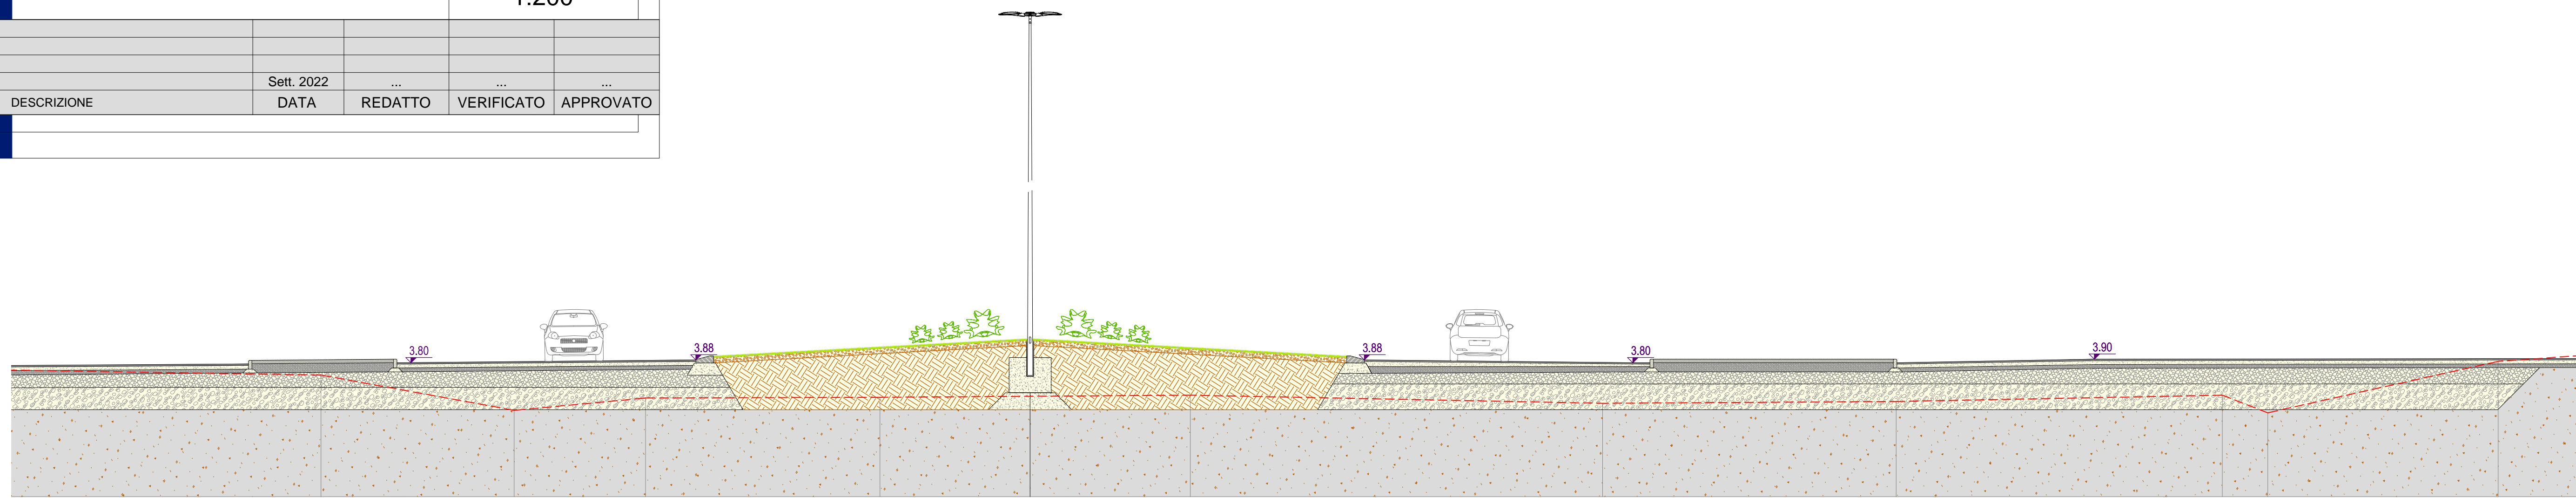 Sett. 2022 ... ... ...
DESCRIZIONE DATA REDATTO VERIFICATO APPROVATO
3.80
3.88
3.88
3.80
3.90